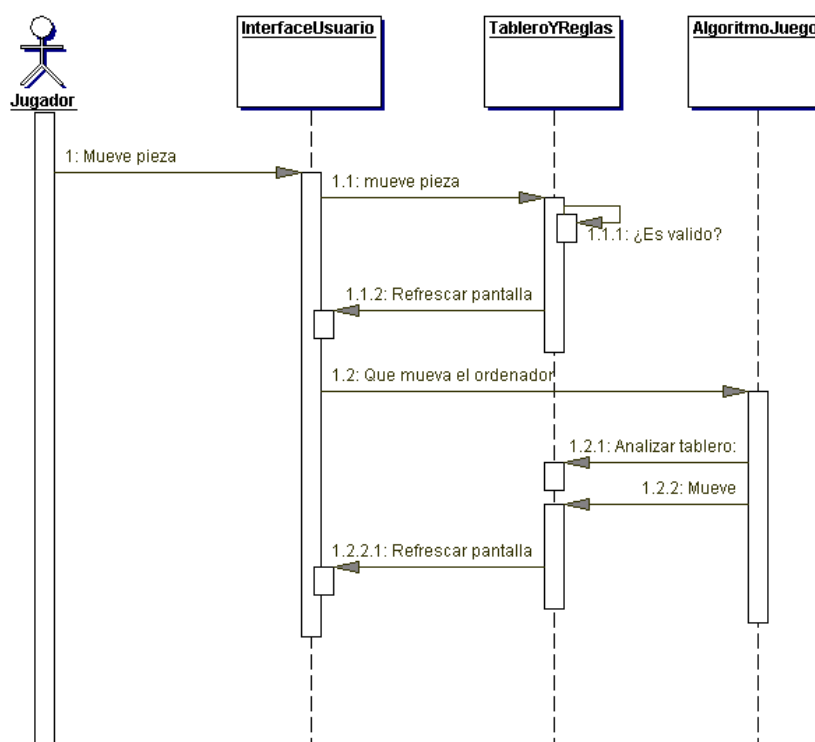 Jugador
InterfaceUsuario
TableroYReglas
AlgoritmoJuego
1: Mueve pieza
1.1: mueve pieza
1.1.1: ¿Es valido?
1.1.2: Refrescar pantalla
1.2: Que mueva el ordenador
1.2.1: Analizar tablero:
1.2.2: Mueve
1.2.2.1: Refrescar pantalla